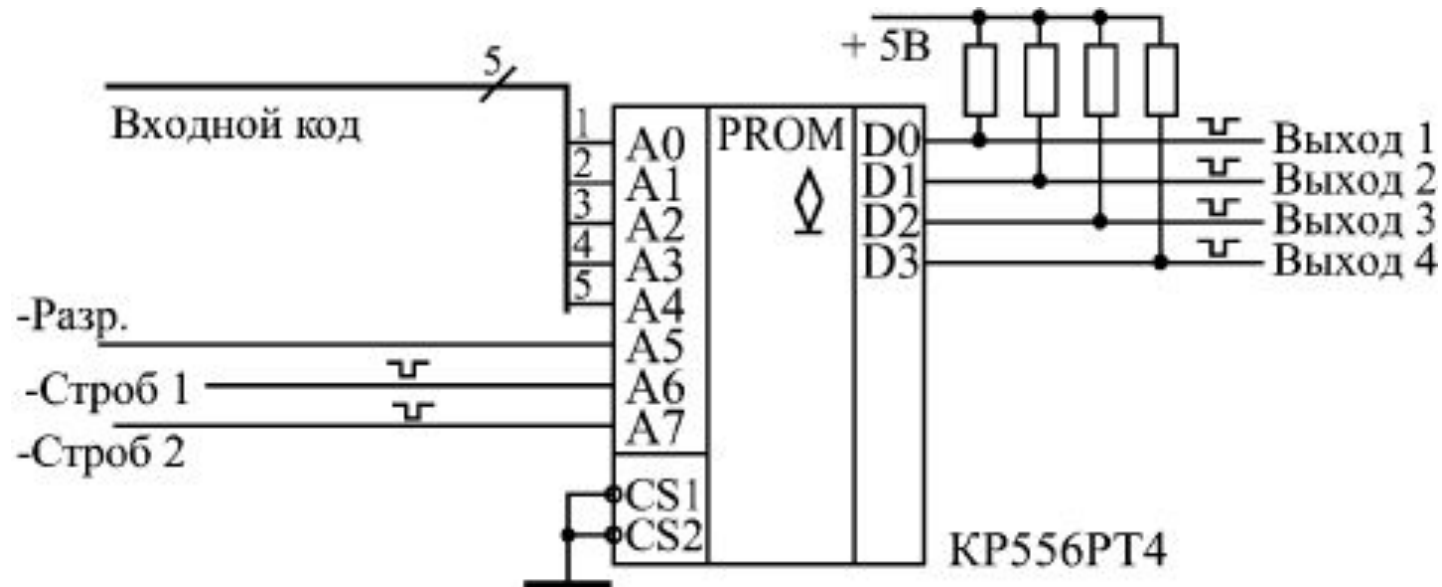 + 5В
5
Входной код
1
2
3
4
5
A0
A1
A2
A3
A4
A5
A6
A7
CS1
CS2
PROM
D0
D1
D2
D3
Выход 1
Выход 2
Выход 3
Выход 4
-Разр.
-Строб 1
-Строб 2
КР556РТ4